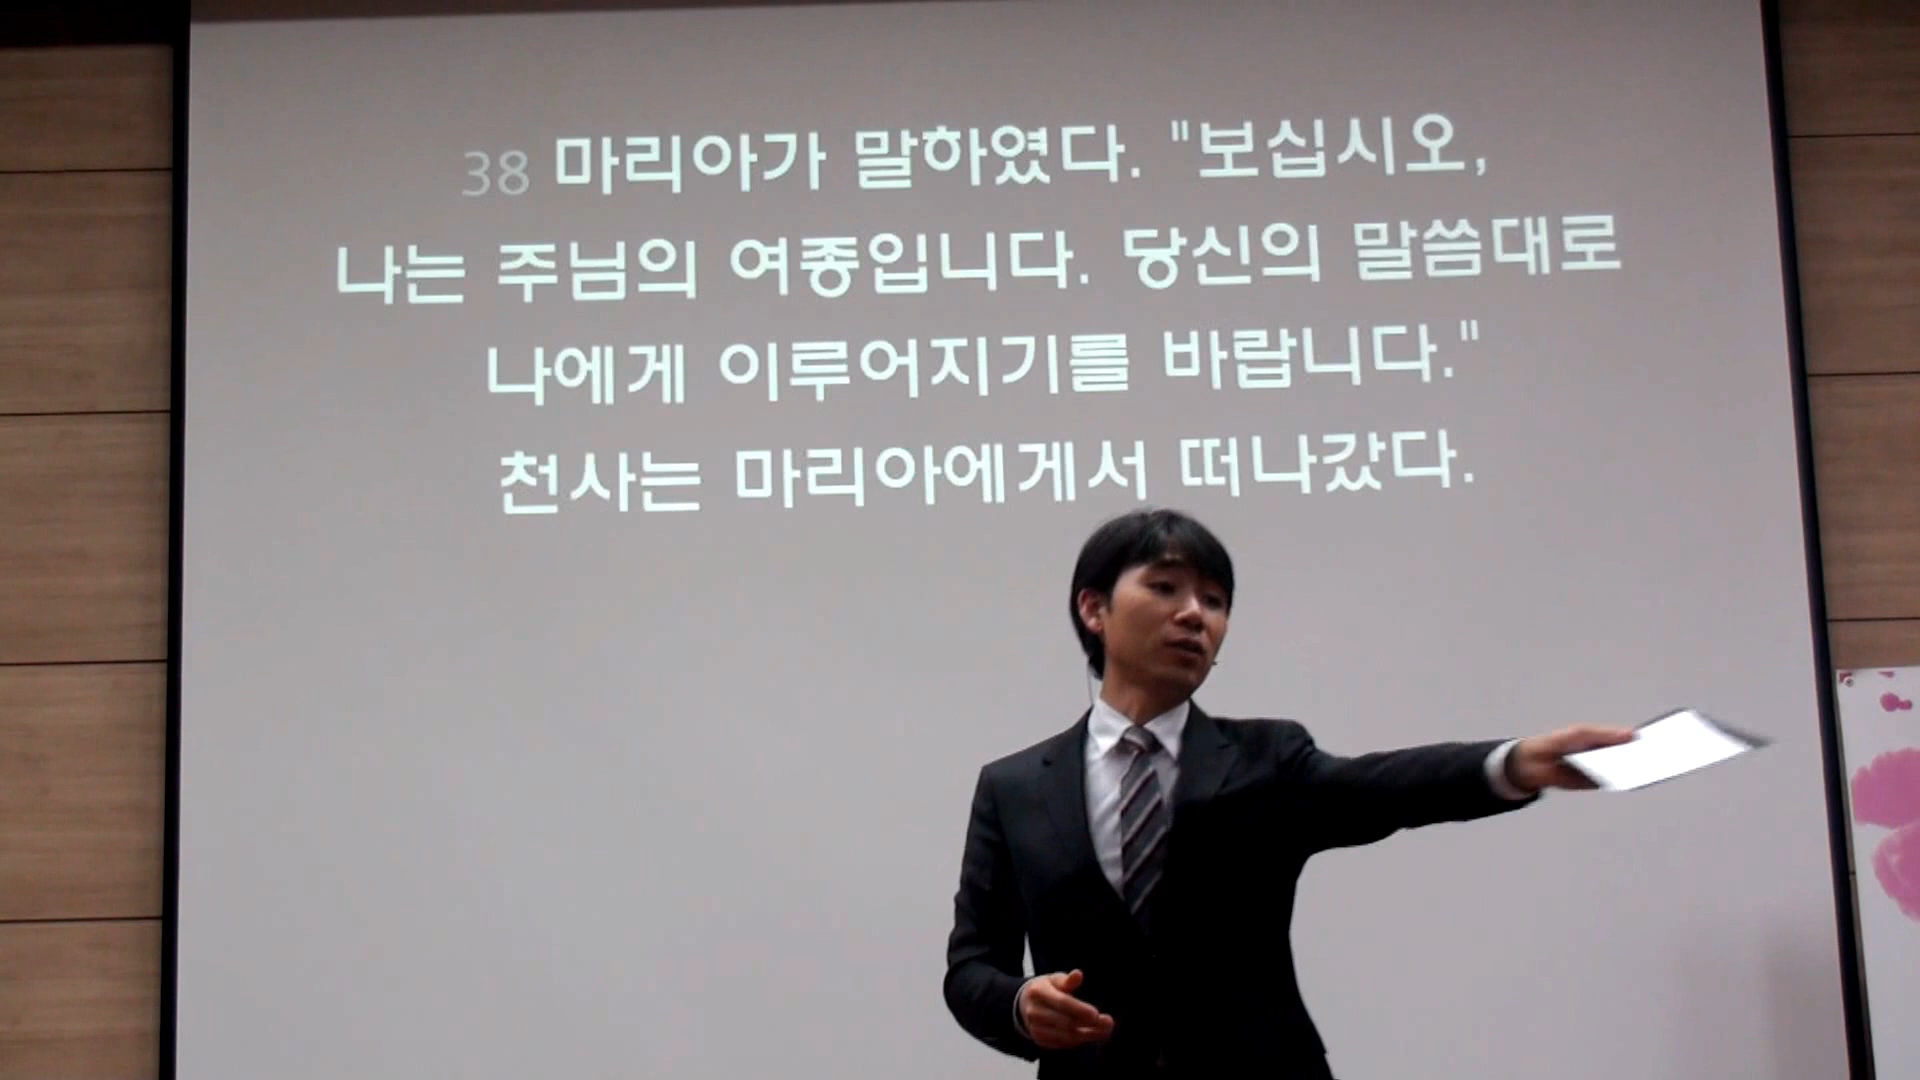 38 마리아가 말하였다. "보십시오,
나는 주님의 여종입니다. 당신의 말씀대로
나에게 이루어지기를 바랍니다."
천사는 마리아에게서 떠나갔다.